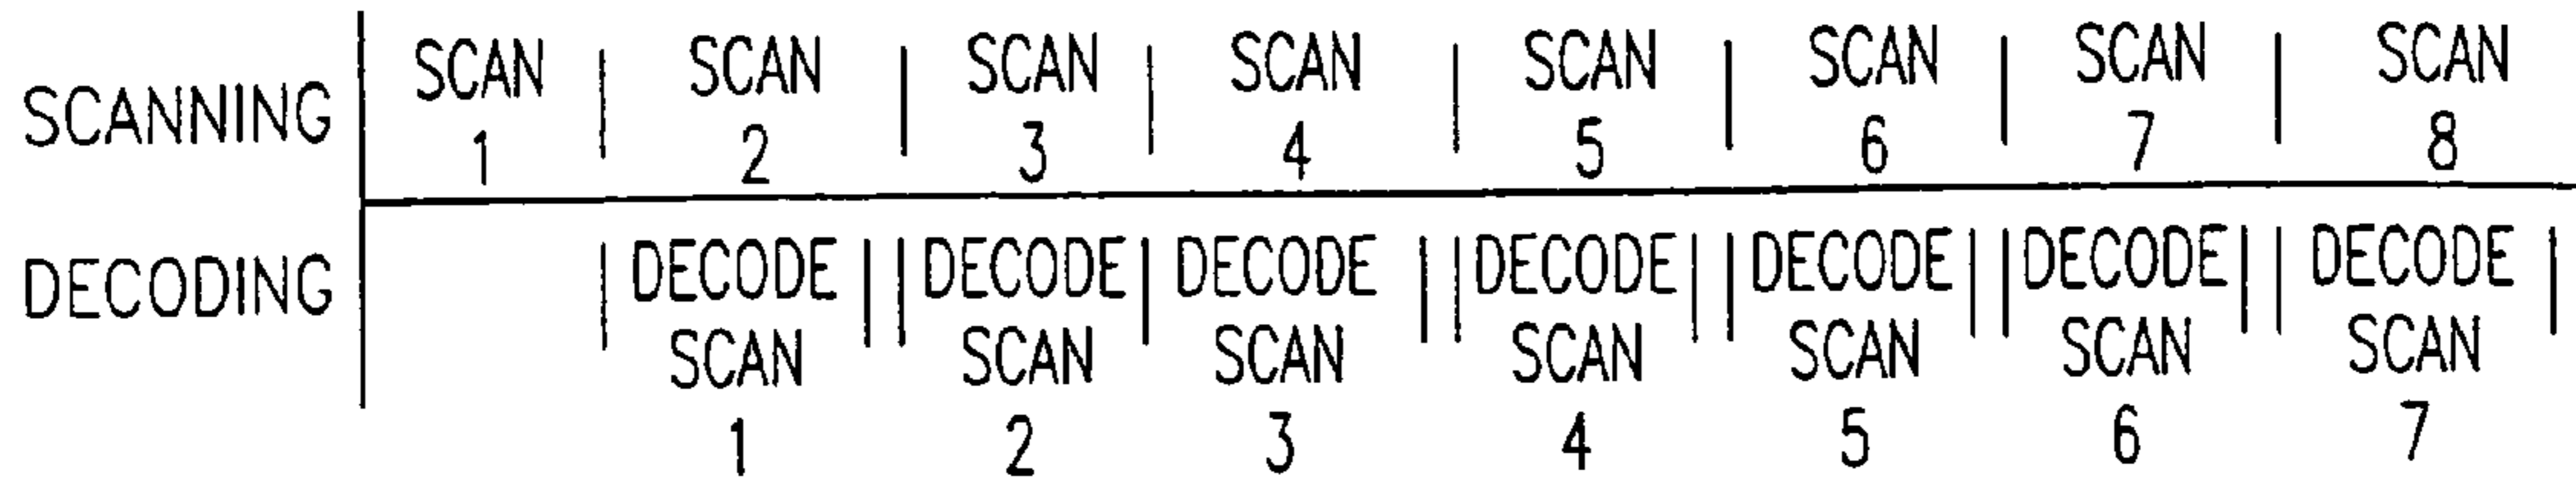 SCANNING SCAN SCAN SCAN SCAN SCAN SCAN SCAN SCAN
1 2 3 4 5 6 7 8
DECODING DECODE DECODE DECODE DECODE DECODE DECODE DECODE
SCAN SCAN SCAN SCAN SCAN SCAN SCAN
1 2 3 4 5 6 7